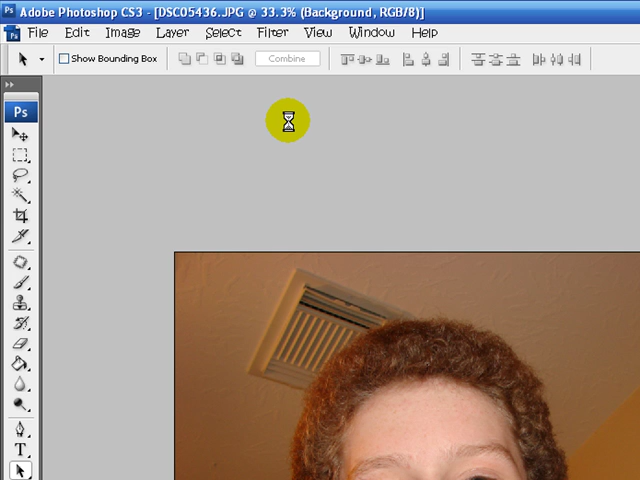 Ps Adobe Photoshop CS3 - [DSC05436.JPG @ 33.3% (Background, RGB/8)]
Ps File Edit Image Layer Select Filter View Window Help
Show Bounding Box Combine
Ps
T